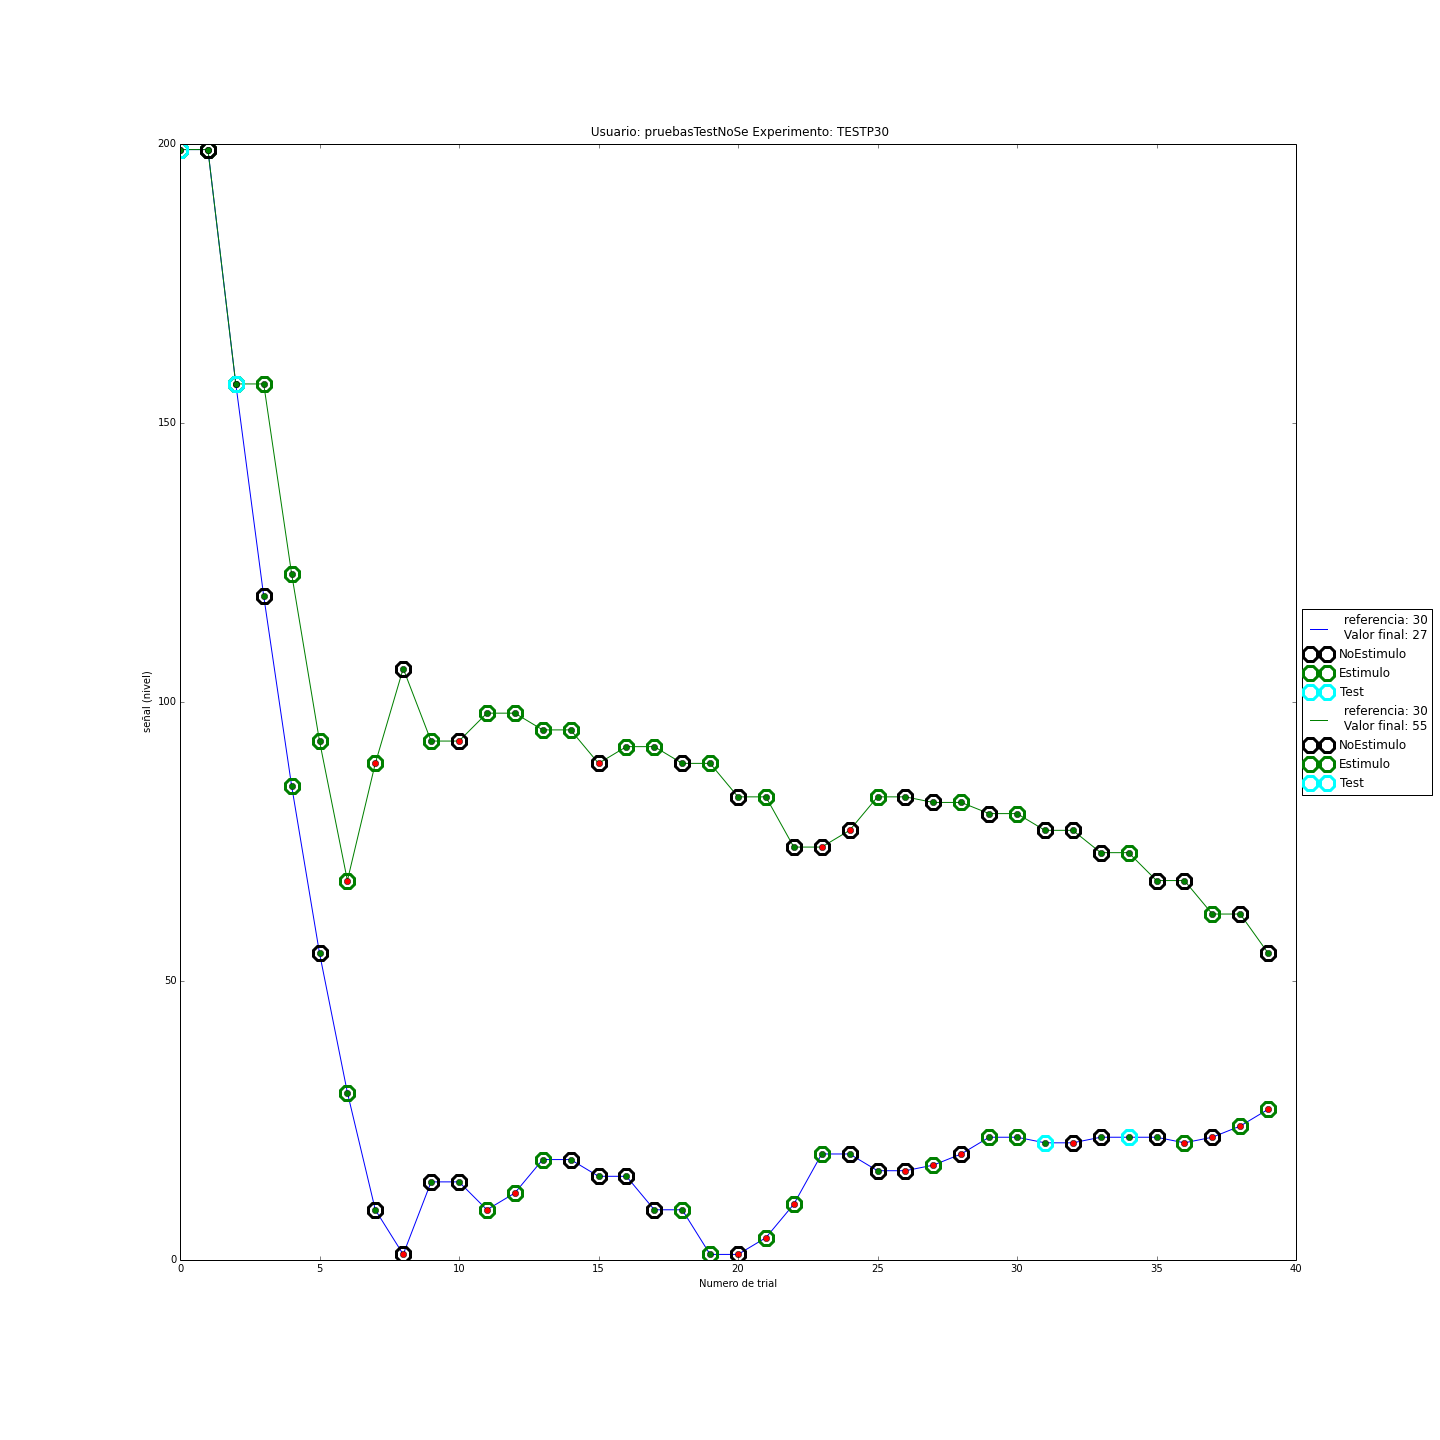 Usuario: pruebasTestNoSe Experimento: TESTP30
200
150
100
50
0
señal (nivel)
0 5 10 15 20 25 30 35 40
Numero de trial
referencia: 30
Valor final: 27
NoEstimulo
Estimulo
Test
referencia: 30
Valor final: 55
NoEstimulo
Estimulo
Test